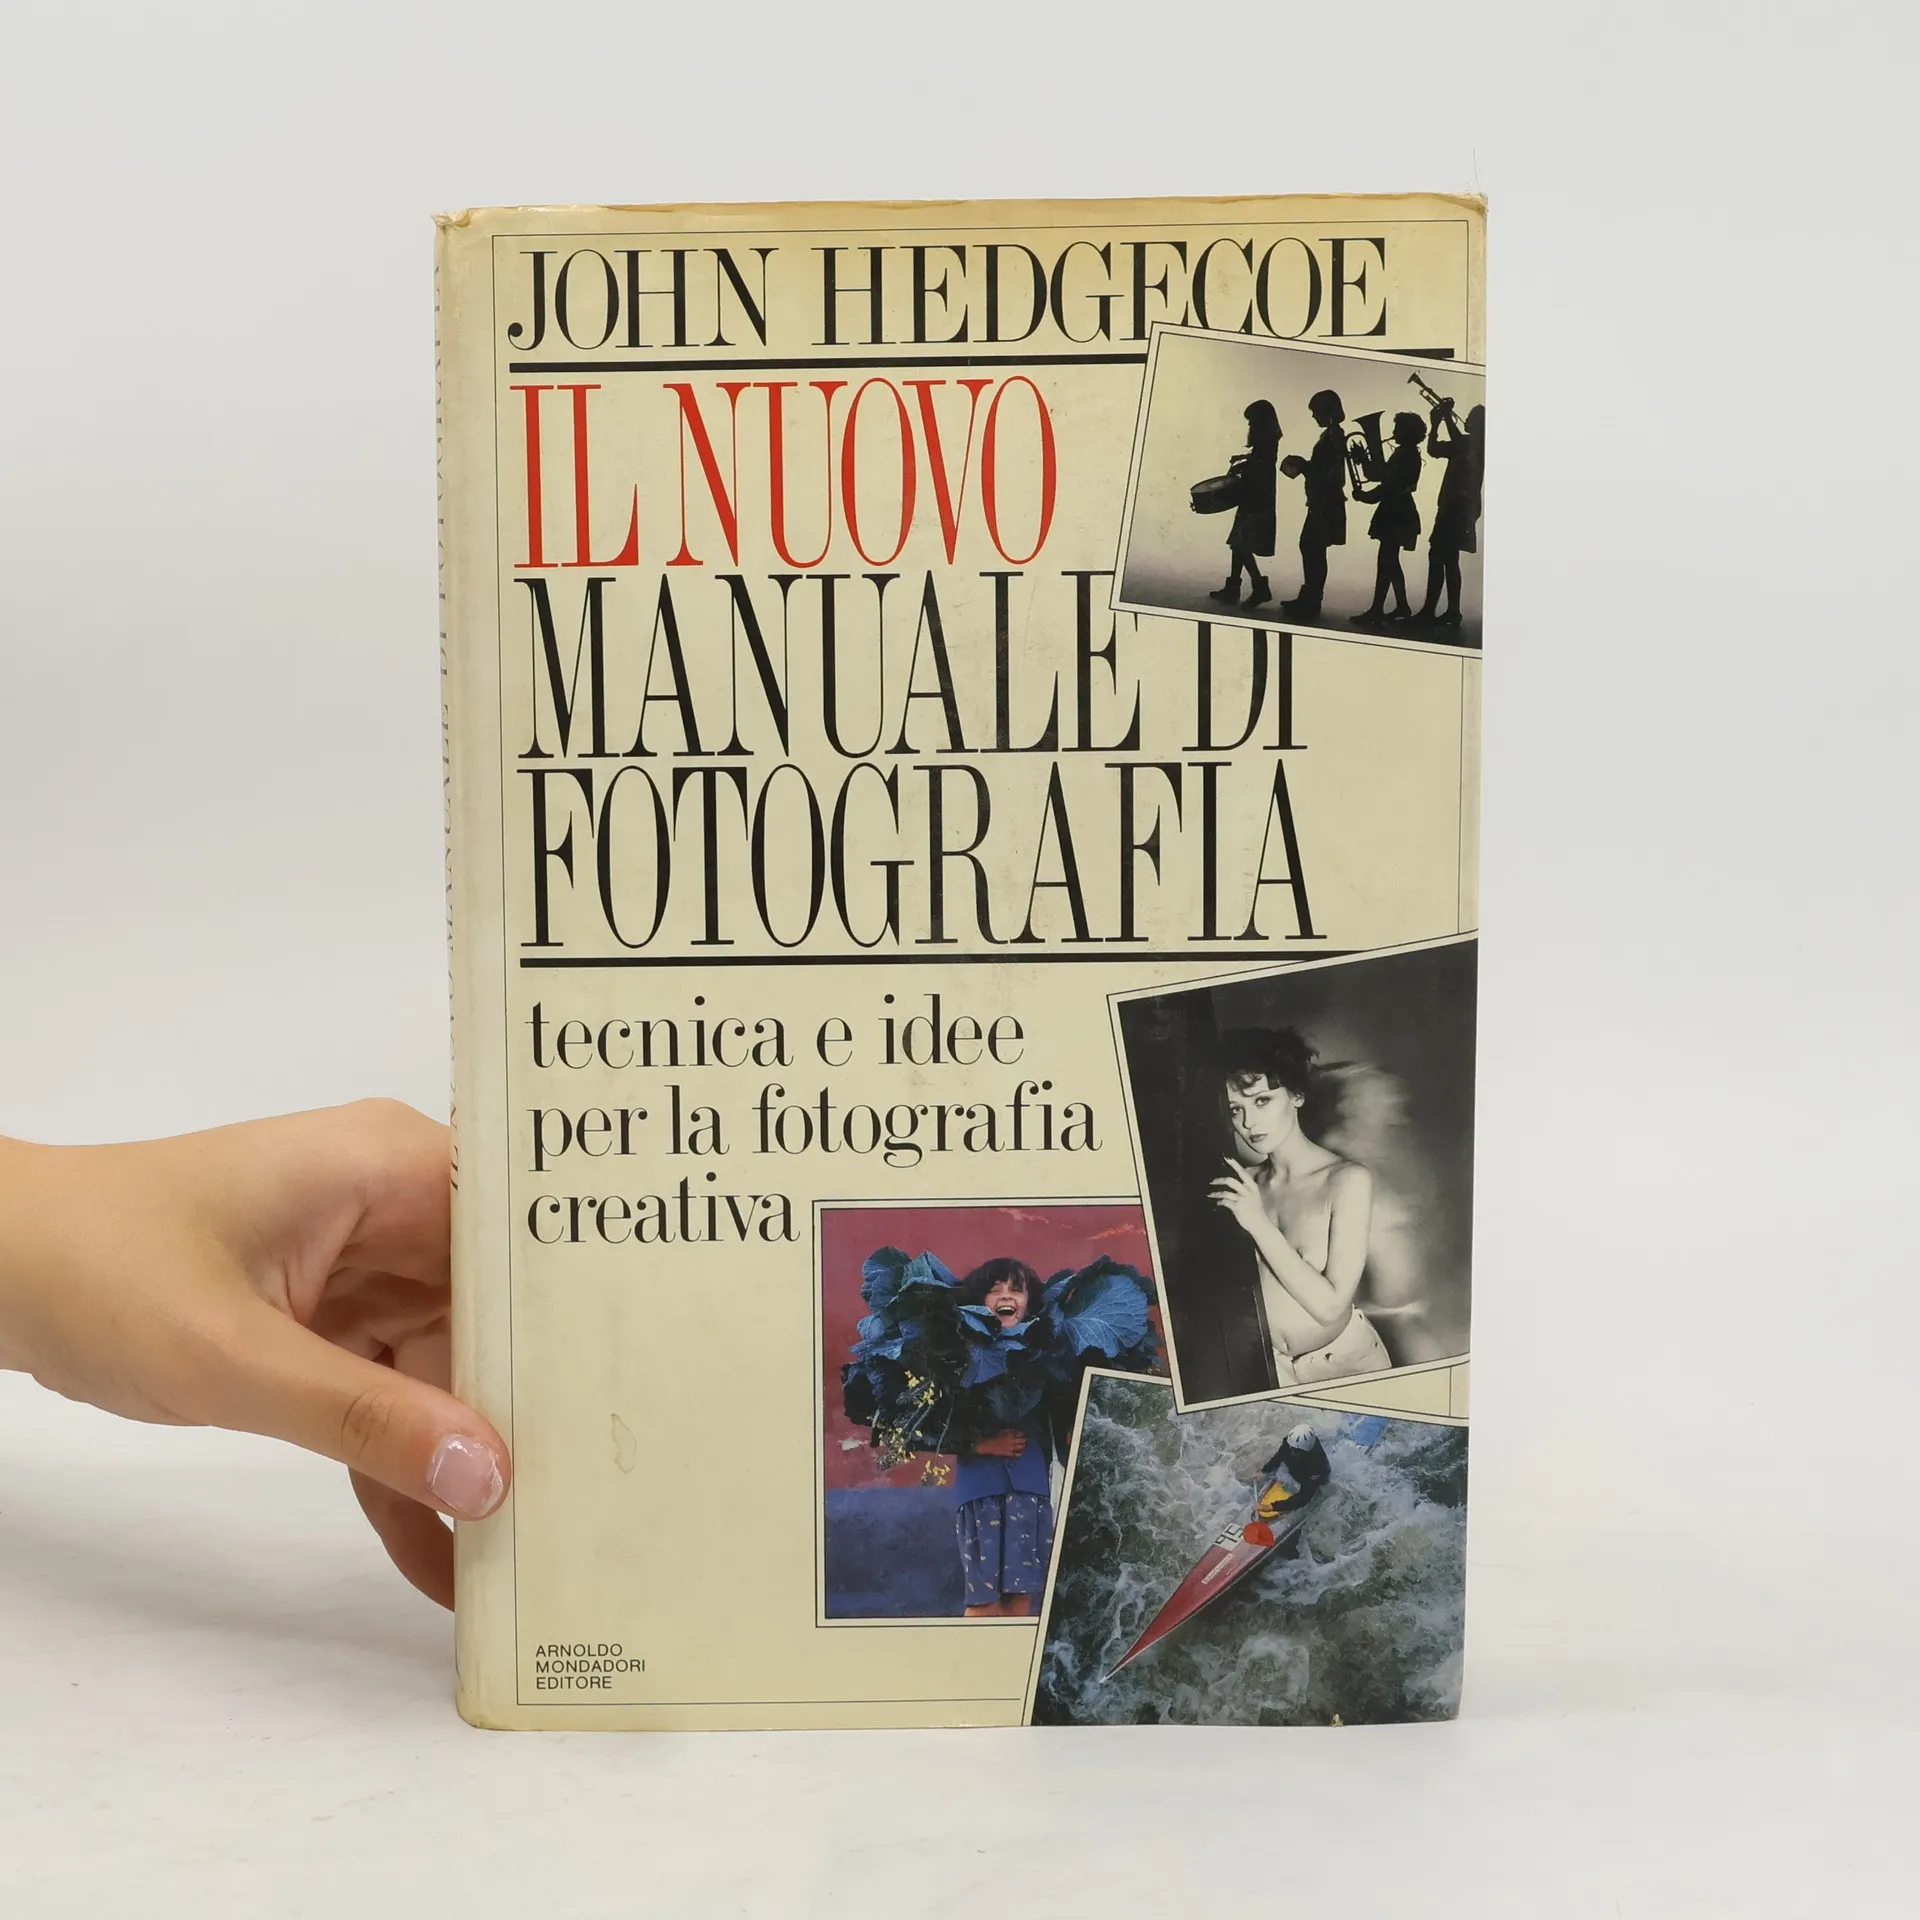 JOHN HEDGECOE
IL NUOVO
MANUALE DI
FOTOGRAFIA
tecnica e idee
per la fotografia
creativa
ARNOLDO
MONDADORI
EDITORE